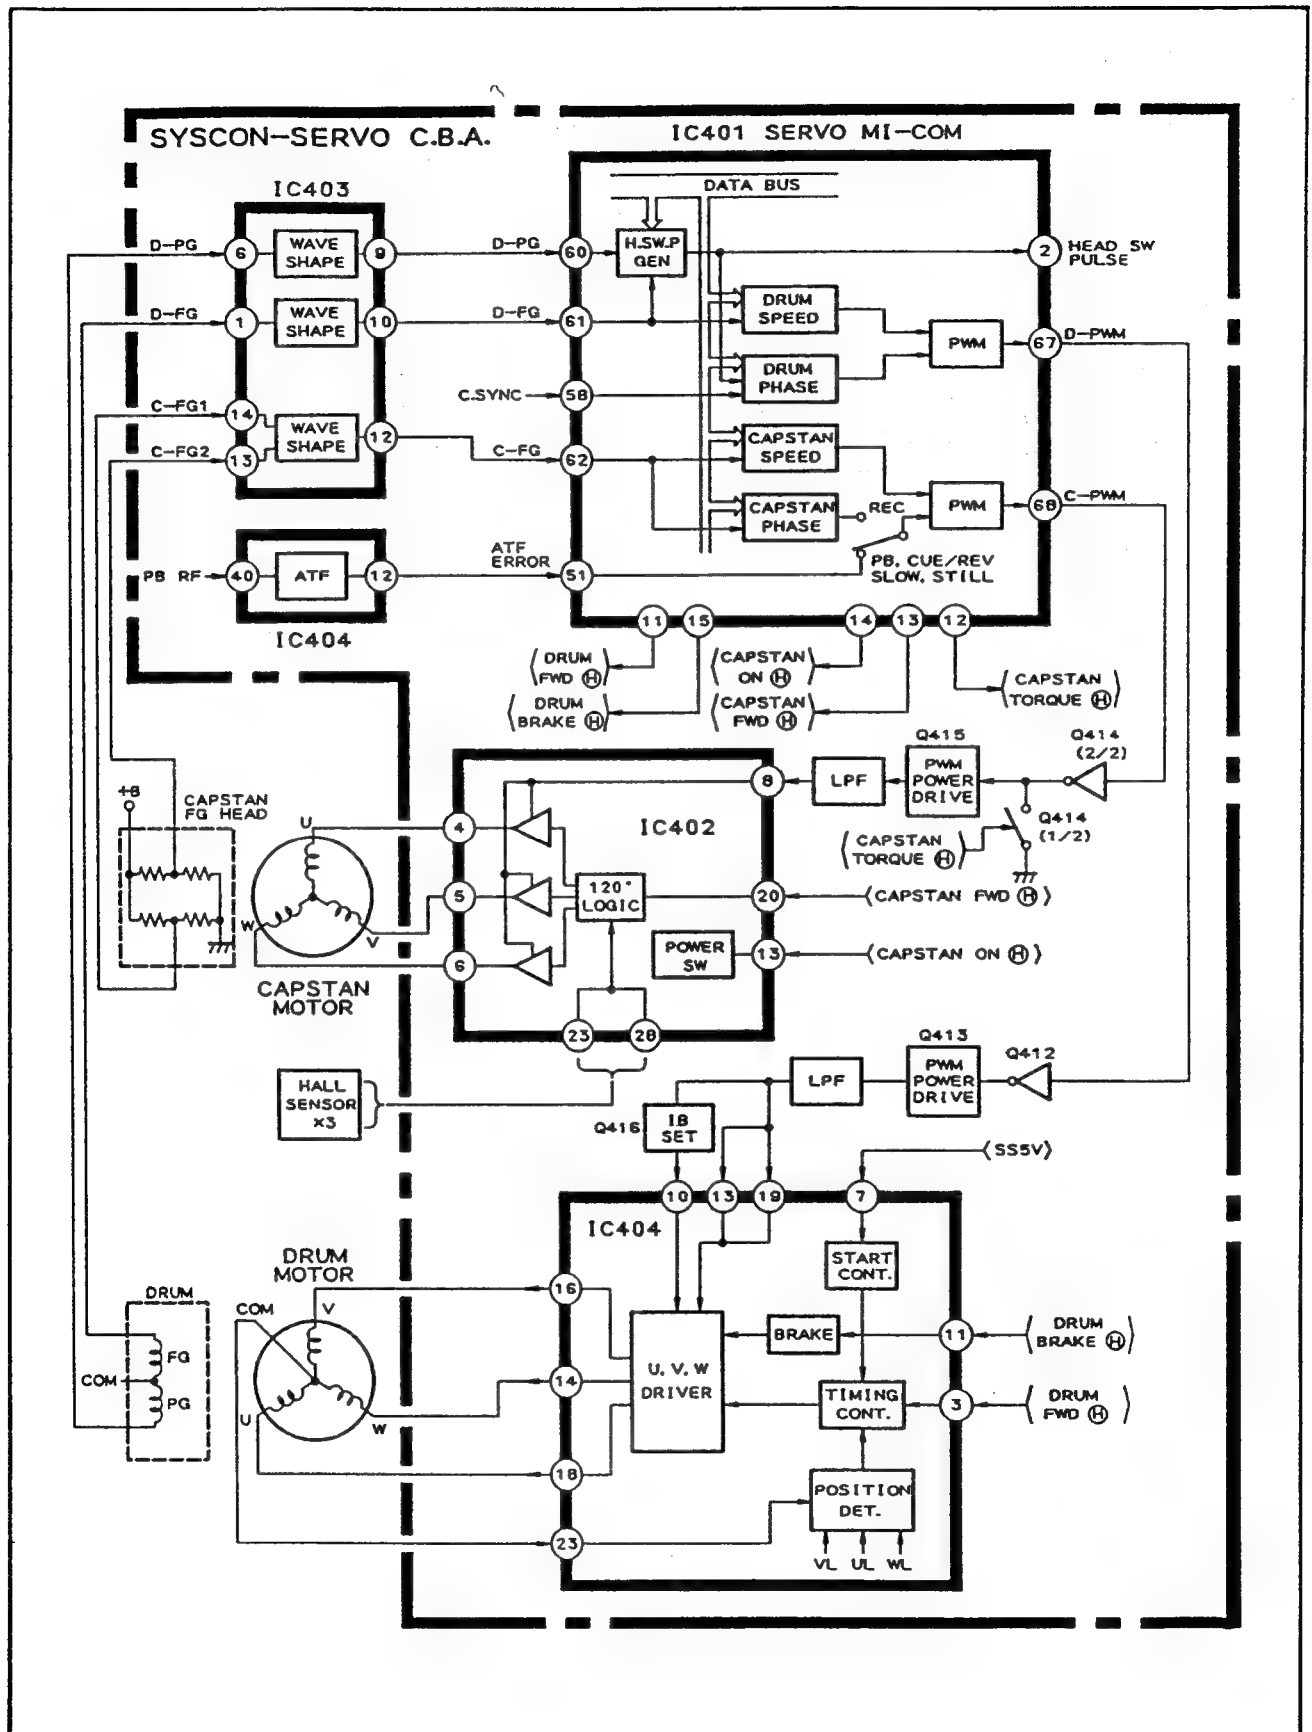 SYSCON-SERVO C.B.A.
IC401 SERVO MI-COM
IC403
DATA BUS
D-PG
6
WAVE
SHAPE
9
D-PG
60
H.SW.P
GEN
2
HEAD SW
PULSE
D-FG
1
WAVE
SHAPE
10
D-FG
61
DRUM
SPEED
PWM
67
D-PWM
C.SYNC
58
DRUM
PHASE
C-FG1
14
C-FG2
13
WAVE
SHAPE
12
C-FG
62
CAPSTAN
SPEED
CAPSTAN
PHASE
REC
PWM
68
C-PWM
PB, CUE/REV
SLOW, STILL
PB RF
40
ATF
12
ATF
ERROR
51
IC404
11
15
14
13
12
DRUM
FWD Ⓗ
DRUM
BRAKE Ⓗ
CAPSTAN
ON Ⓗ
CAPSTAN
FWD Ⓗ
CAPSTAN
TORQUE Ⓗ
8
LPF
Q415
PWM
POWER
DRIVE
Q414
(2/2)
Q414
(1/2)
CAPSTAN
TORQUE Ⓗ
+B
CAPSTAN
FG HEAD
U
W
V
CAPSTAN
MOTOR
4
5
6
IC402
120°
LOGIC
20
CAPSTAN FWD Ⓗ
POWER
SW
13
CAPSTAN ON Ⓗ
23
28
HALL
SENSOR
×3
LPF
Q413
PWM
POWER
DRIVE
Q412
Q416
IB
SET
SS5V
10
13
19
7
IC404
START
CONT.
DRUM
MOTOR
DRUM
COM
V
U
W
FG
COM
PG
16
14
18
23
U, V, W
DRIVER
BRAKE
11
DRUM
BRAKE Ⓗ
TIMING
CONT.
3
DRUM
FWD Ⓗ
POSITION
DET.
VL UL WL